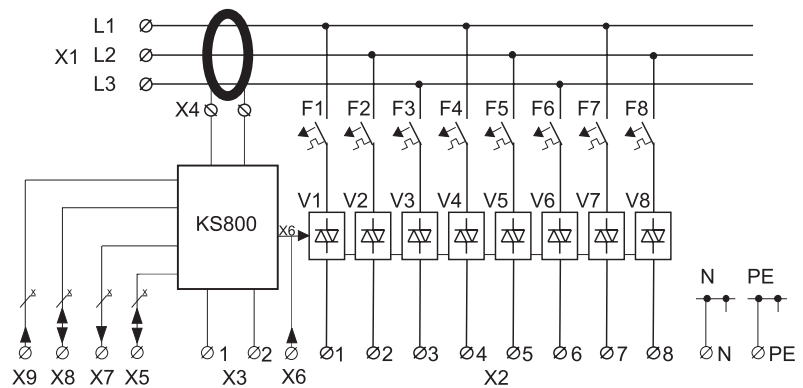 L1
X1 L2
L3
X4 F1 F2 F3 F4 F5 F6 F7 F8
KS800 X6 V1 V2 V3 V4 V5 V6 V7 V8
N PE
x x x x
1 2 1 2 3 4 5 6 7 8 N PE
X9 X8 X7 X5 X3 X6 X2